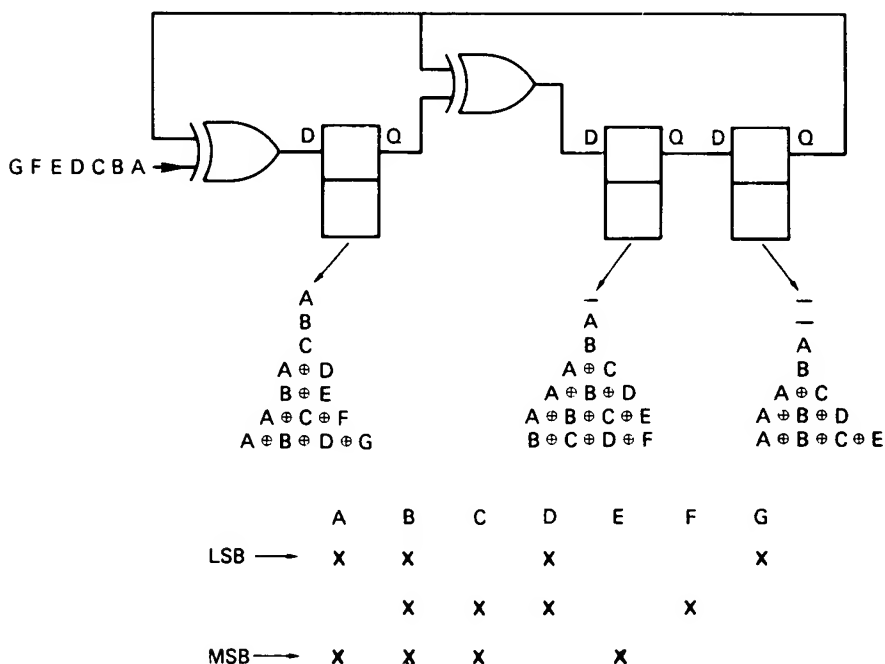 D Q D Q D Q
G F E D C B A
A — —
B A —
C B A
A ⊕ D A ⊕ C B
B ⊕ E A ⊕ B ⊕ D A ⊕ C
A ⊕ C ⊕ F A ⊕ B ⊕ C ⊕ E A ⊕ B ⊕ D
A ⊕ B ⊕ D ⊕ G B ⊕ C ⊕ D ⊕ F A ⊕ B ⊕ C ⊕ E
A B C D E F G
LSB X X X X
X X X X
MSB X X X X